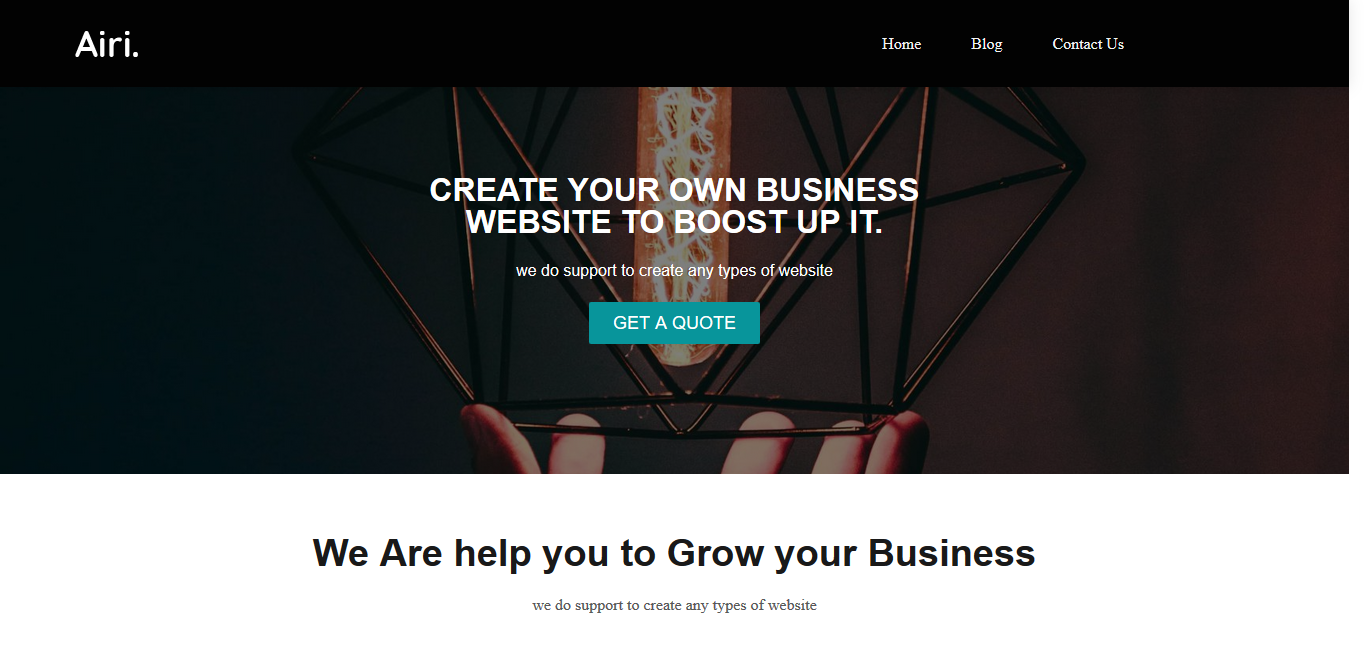 Airi.
Home
Blog
Contact Us
CREATE YOUR OWN BUSINESS
WEBSITE TO BOOST UP IT.
we do support to create any types of website
GET A QUOTE
We Are help you to Grow your Business
we do support to create any types of website